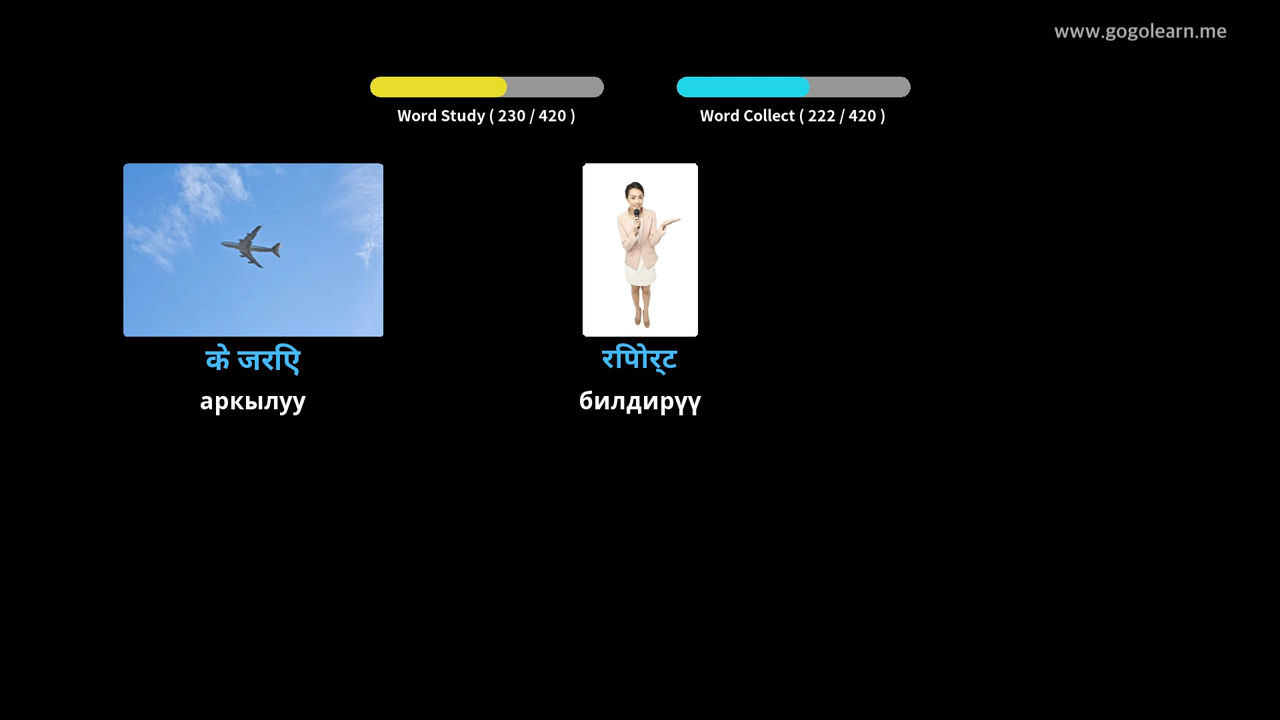 www.gogolearn.me
Word Study ( 230 / 420 )
Word Collect ( 222 / 420 )
के जरिए
аркылуу
रिपोर्ट
билдирүү